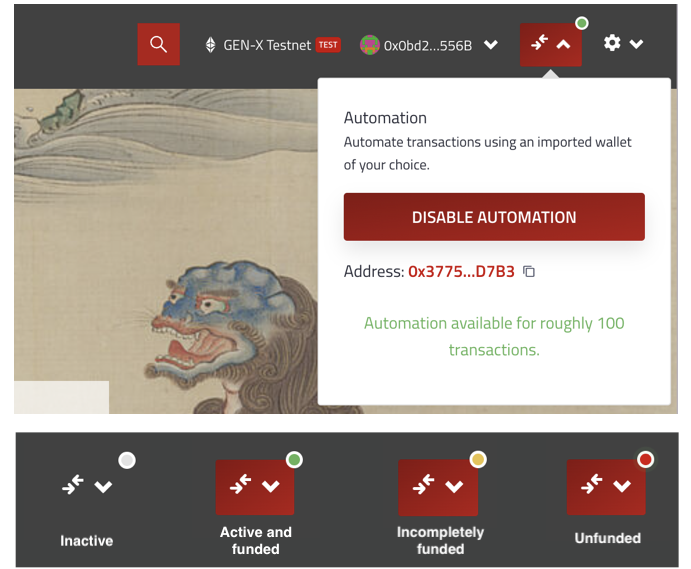 GEN-X Testnet TEST 0x0bd2...556B
Automation
Automate transactions using an imported wallet
of your choice.
DISABLE AUTOMATION
Address: 0x3775...D7B3
Automation available for roughly 100
transactions.
Inactive
Active and
funded
Incompletely
funded
Unfunded